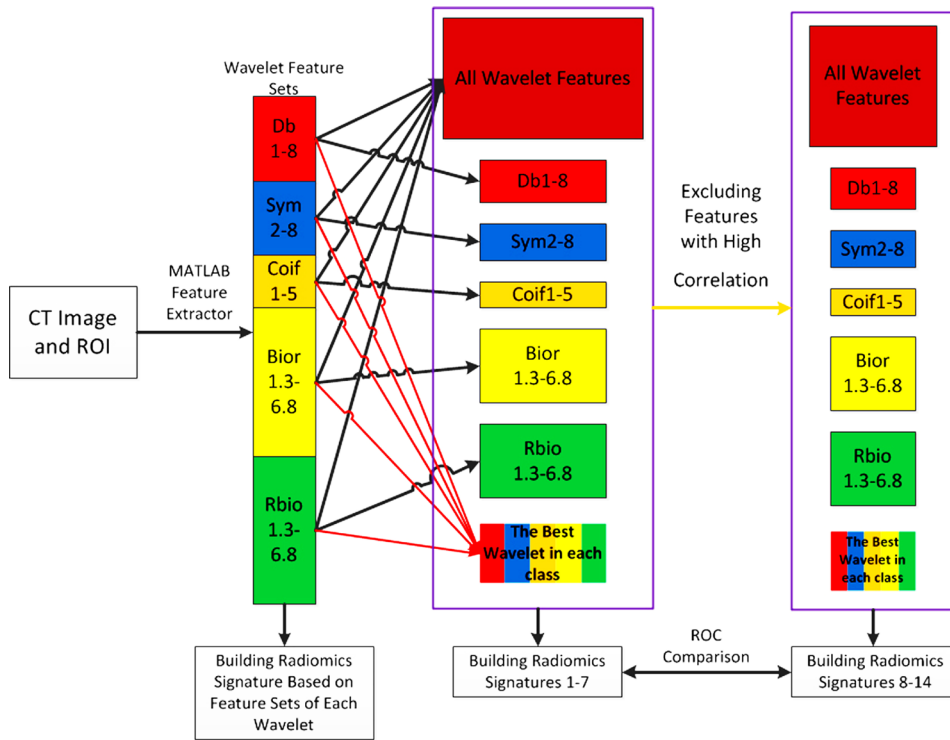 CT Image
and ROI
MATLAB
Feature
Extractor
Wavelet Feature
Sets
Db
1-8
Sym
2-8
Coif
1-5
Bior
1.3-
6.8
Rbio
1.3-
6.8
Building Radiomics
Signature Based on
Feature Sets of Each
Wavelet
All Wavelet Features
Db1-8
Sym2-8
Coif1-5
Bior
1.3-6.8
Rbio
1.3-6.8
The Best
Wavelet in each
class
Building Radiomics
Signatures 1-7
Excluding
Features
with High
Correlation
ROC
Comparison
All Wavelet
Features
Db1-8
Sym2-8
Coif1-5
Bior
1.3-6.8
Rbio
1.3-6.8
The Best
Wavelet in
each class
Building Radiomics
Signatures 8-14